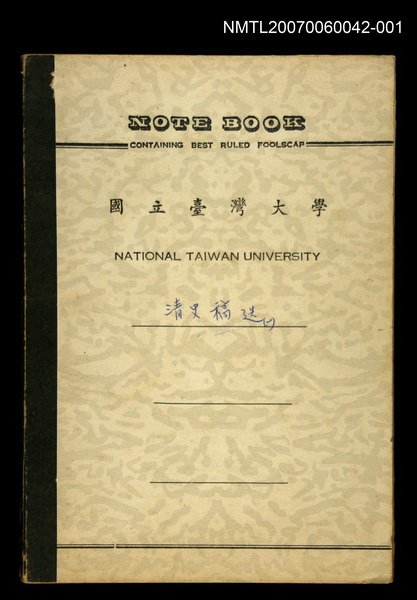 NMTL20070060042-001
NOTE BOOK
CONTAINING BEST RULED FOOLSCAP
國立臺灣大學
NATIONAL TAIWAN UNIVERSITY
清史稿选